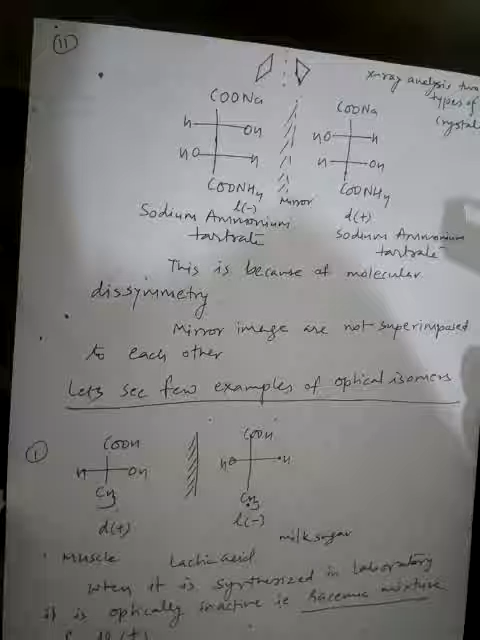 11
x-ray analysis two
types of
crystal
COONa COONa
H OH HO H
HO H H OH
COONH4 Mirror COONH4
l(-) d(+)
Sodium Ammonium Sodium Ammonium
tartrate tartrate
This is because of molecular
dissymmetry
Mirror image are not superimposed
to each other
Lets see few examples of optical isomers
1
COOH COOH
H OH HO H
CH3 CH3
d(+) l(-)
milk sugar
Muscle Lactic acid
When it is synthesized in laboratory
it is optically inactive ie Racemic mixture